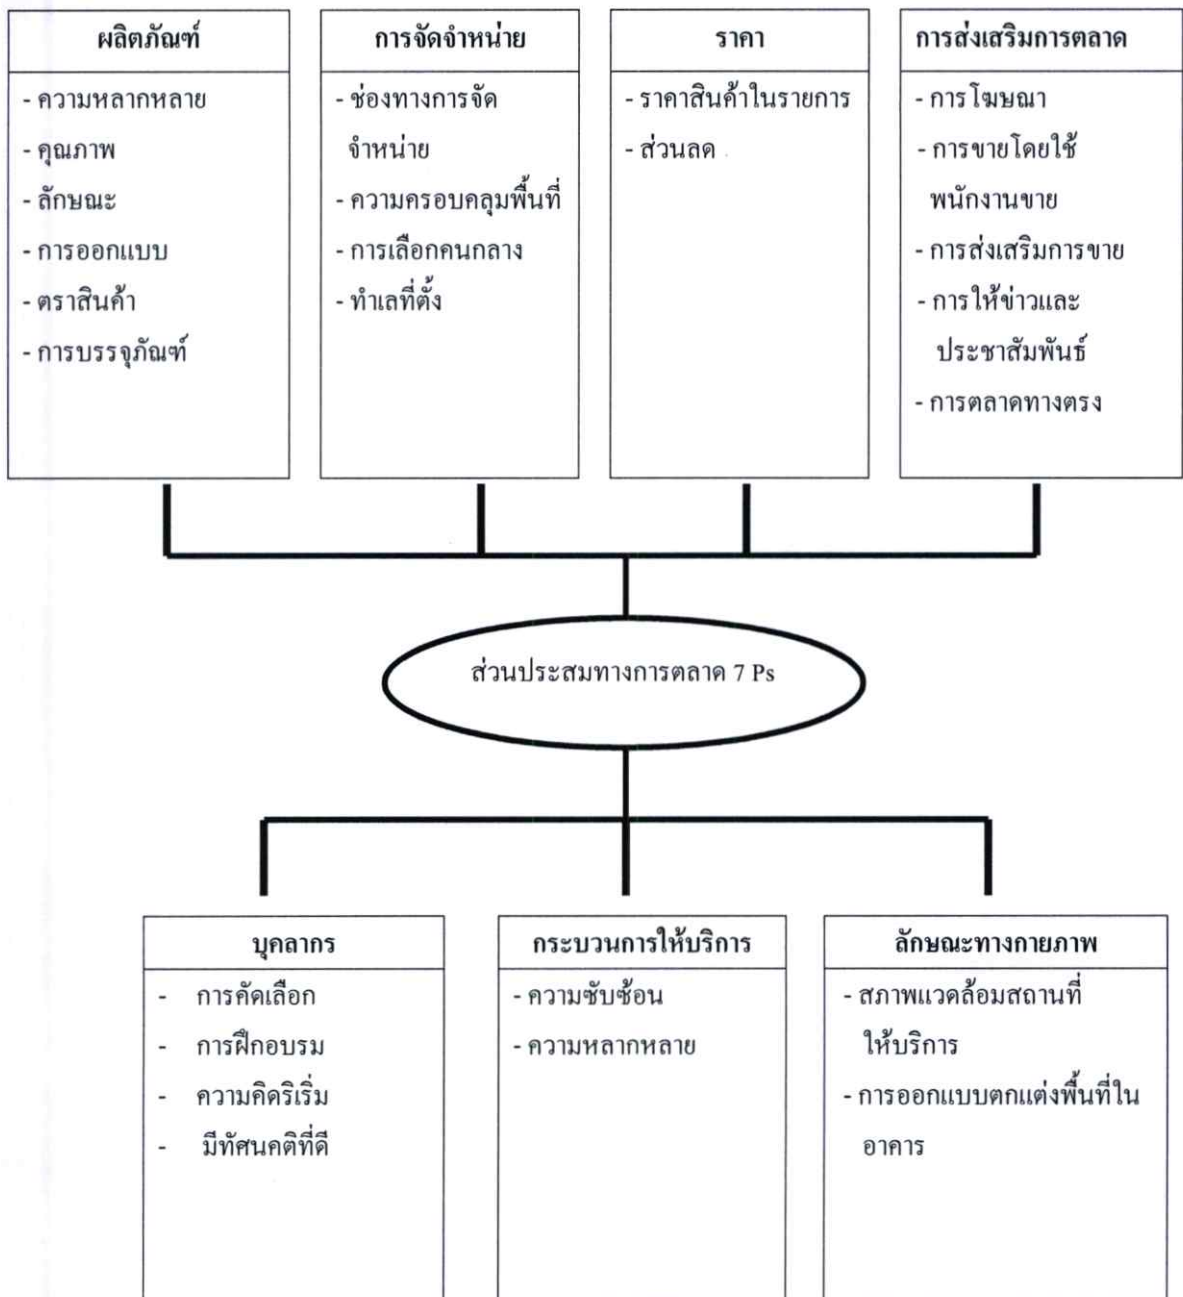 ผลิตภัณฑ์
- ความหลากหลาย
- คุณภาพ
- ลักษณะ
- การออกแบบ
- ตราสินค้า
- การบรรจุภัณฑ์
การจัดจำหน่าย
- ช่องทางการจัด
จำหน่าย
- ความครอบคลุมพื้นที่
- การเลือกคนกลาง
- ทำเลที่ตั้ง
ราคา
- ราคาสินค้าในรายการ
- ส่วนลด
การส่งเสริมการตลาด
- การโฆษณา
- การขายโดยใช้
พนักงานขาย
- การส่งเสริมการขาย
- การให้ข่าวและ
ประชาสัมพันธ์
- การตลาดทางตรง
ส่วนประสมทางการตลาด 7 Ps
บุคลากร
- การคัดเลือก
- การฝึกอบรม
- ความคิดริเริ่ม
- มีทัศนคติที่ดี
กระบวนการให้บริการ
- ความซับซ้อน
- ความหลากหลาย
ลักษณะทางกายภาพ
- สภาพแวดล้อมสถานที่
ให้บริการ
- การออกแบบตกแต่งพื้นที่ใน
อาคาร